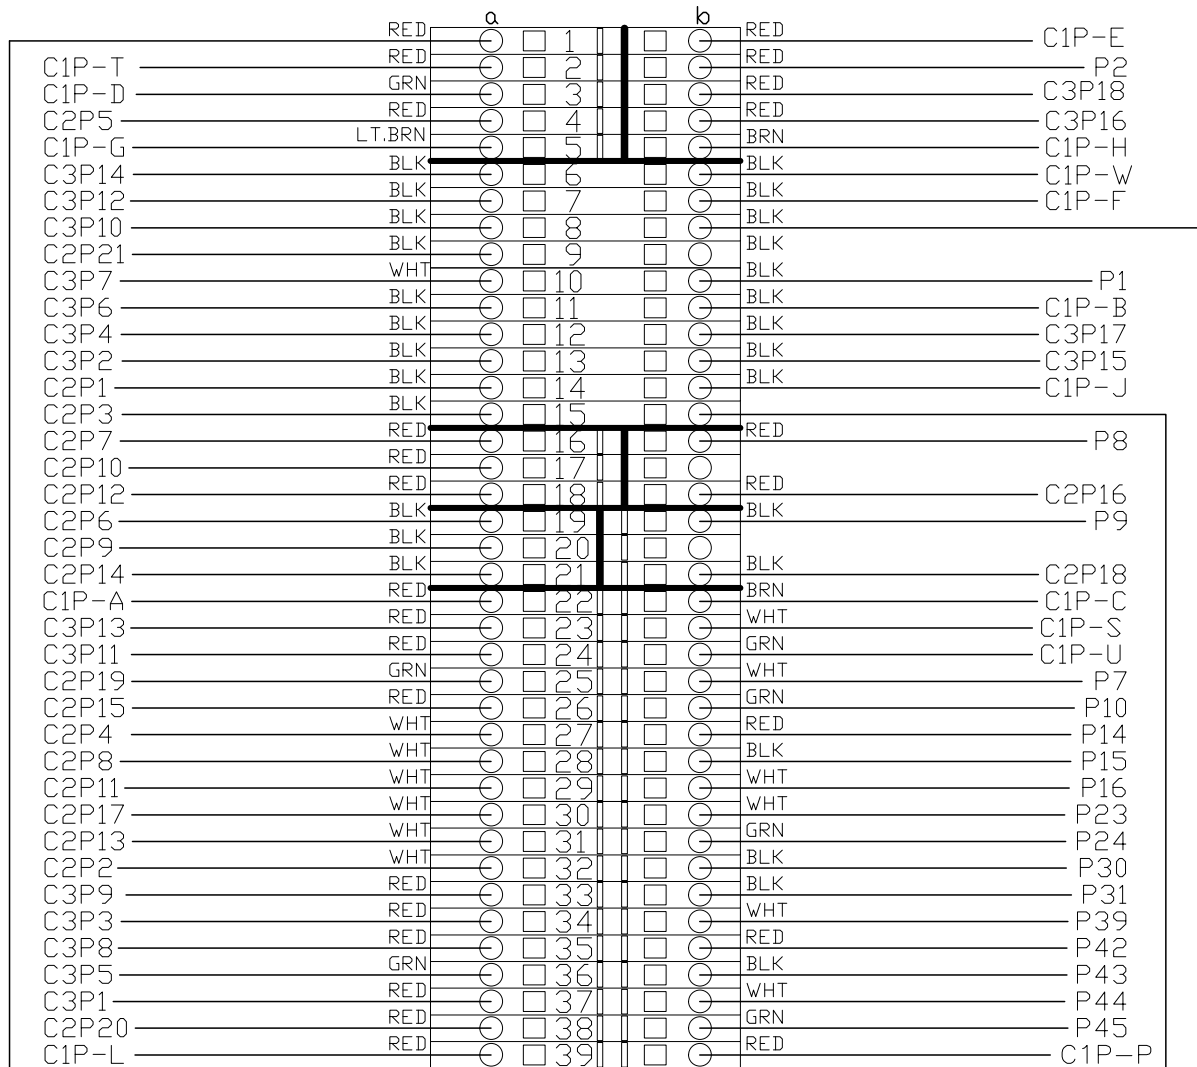 a b
RED 1 RED C1P-E
C1P-T RED 2 RED P2
C1P-D GRN 3 RED C3P18
C2P5 RED 4 RED C3P16
C1P-G LT.BRN 5 BRN C1P-H
C3P14 BLK 6 BLK C1P-W
C3P12 BLK 7 BLK C1P-F
C3P10 BLK 8 BLK
C2P21 BLK 9 BLK
C3P7 WHT 10 BLK P1
C3P6 BLK 11 BLK C1P-B
C3P4 BLK 12 BLK C3P17
C3P2 BLK 13 BLK C3P15
C2P1 BLK 14 BLK C1P-J
C2P3 BLK 15
C2P7 RED 16 RED P8
C2P10 RED 17
C2P12 RED 18 RED C2P16
C2P6 BLK 19 BLK P9
C2P9 BLK 20
C2P14 BLK 21 BLK C2P18
C1P-A RED 22 BRN C1P-C
C3P13 RED 23 WHT C1P-S
C3P11 RED 24 GRN C1P-U
C2P19 GRN 25 WHT P7
C2P15 RED 26 GRN P10
C2P4 WHT 27 RED P14
C2P8 WHT 28 BLK P15
C2P11 WHT 29 WHT P16
C2P17 WHT 30 WHT P23
C2P13 WHT 31 GRN P24
C2P2 WHT 32 BLK P30
C3P9 RED 33 BLK P31
C3P3 RED 34 WHT P39
C3P8 RED 35 RED P42
C3P5 GRN 36 BLK P43
C3P1 RED 37 WHT P44
C2P20 RED 38 GRN P45
C1P-L RED 39 RED C1P-P